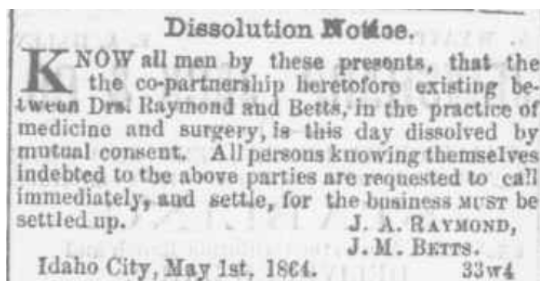 Dissolution Notice.
KNOW all men by these presents, that the
the co-partnership heretofore existing be-
tween Drs. Raymond and Betts, in the practice of
medicine and surgery, is this day dissolved by
mutual consent. All persons knowing themselves
indebted to the above parties are requested to call
immediately, and settle, for the business MUST be
settled up. J. A. RAYMOND,
J. M. BETTS.
Idaho City, May 1st, 1864. 33w4